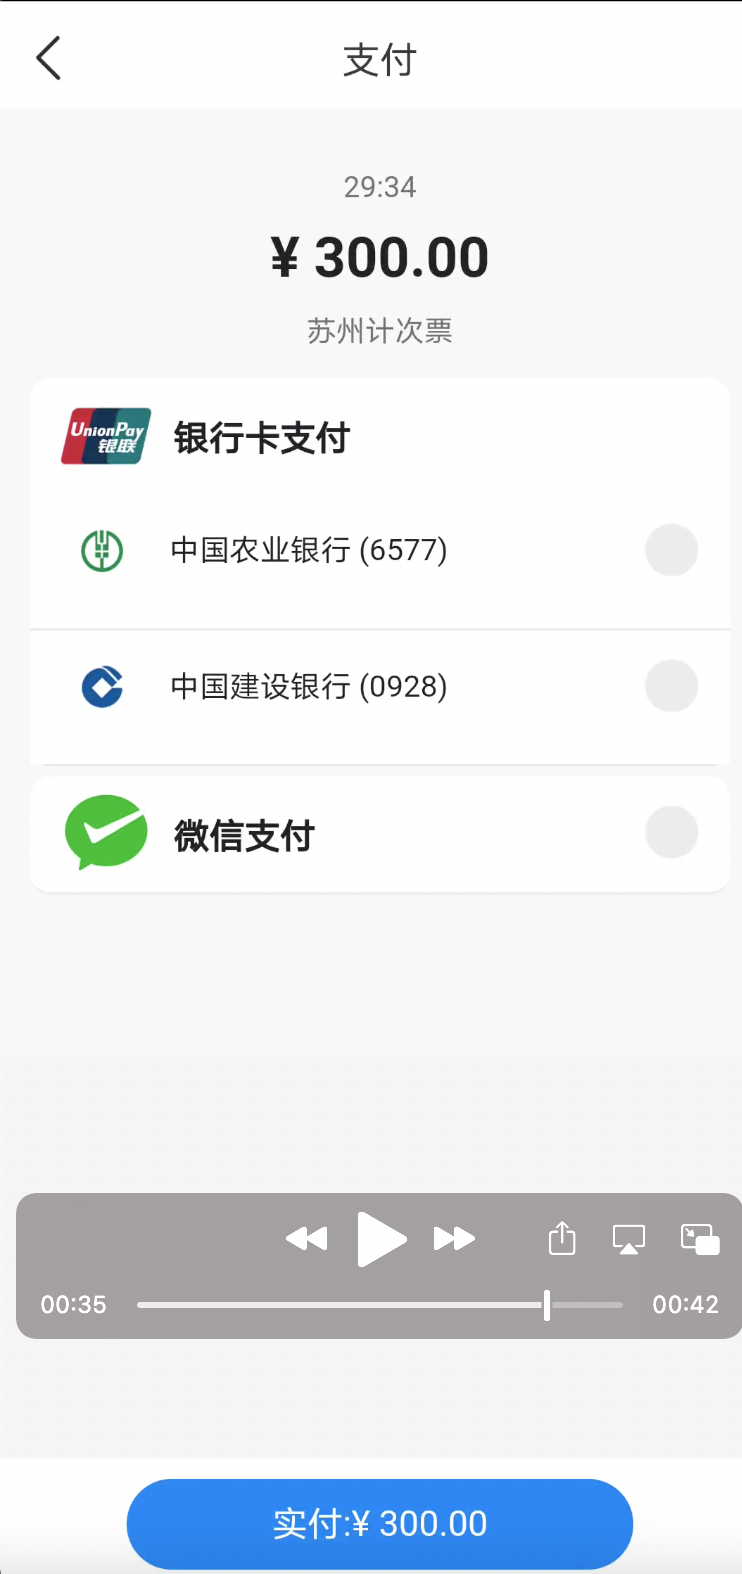 支付
29:34
¥ 300.00
苏州计次票
UnionPay
银联
银行卡支付
中国农业银行 (6577)
中国建设银行 (0928)
微信支付
00:35
00:42
实付:¥ 300.00